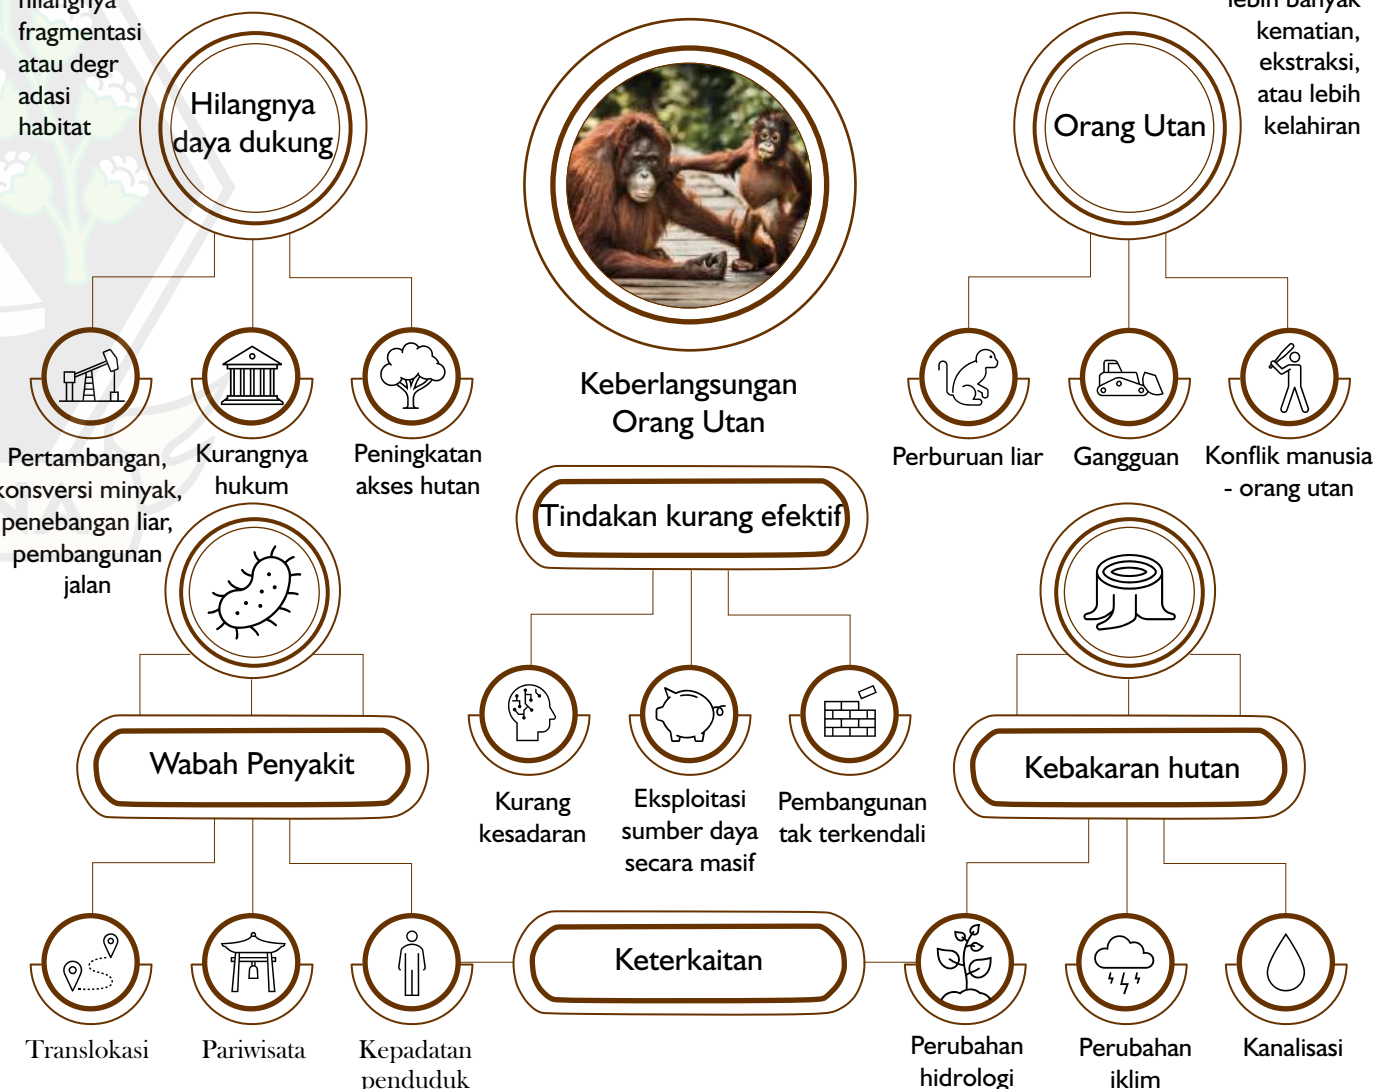 hilangnya
fragmentasi
atau degr
adasi
habitat
Hilangnya
daya dukung
Orang Utan
lebih banyak
kematian,
ekstraksi,
atau lebih
kelahiran
Pertambangan,
konsversi minyak,
penebangan liar,
pembangunan
jalan
Kurangnya
hukum
Peningkatan
akses hutan
Keberlangsungan
Orang Utan
Perburuan liar
Gangguan
Konflik manusia
- orang utan
Tindakan kurang efektif
Kurang
kesadaran
Eksploitasi
sumber daya
secara masif
Pembangunan
tak terkendali
Wabah Penyakit
Kebakaran hutan
Translokasi
Pariwisata
Kepadatan
penduduk
Keterkaitan
Perubahan
hidrologi
Perubahan
iklim
Kanalisasi